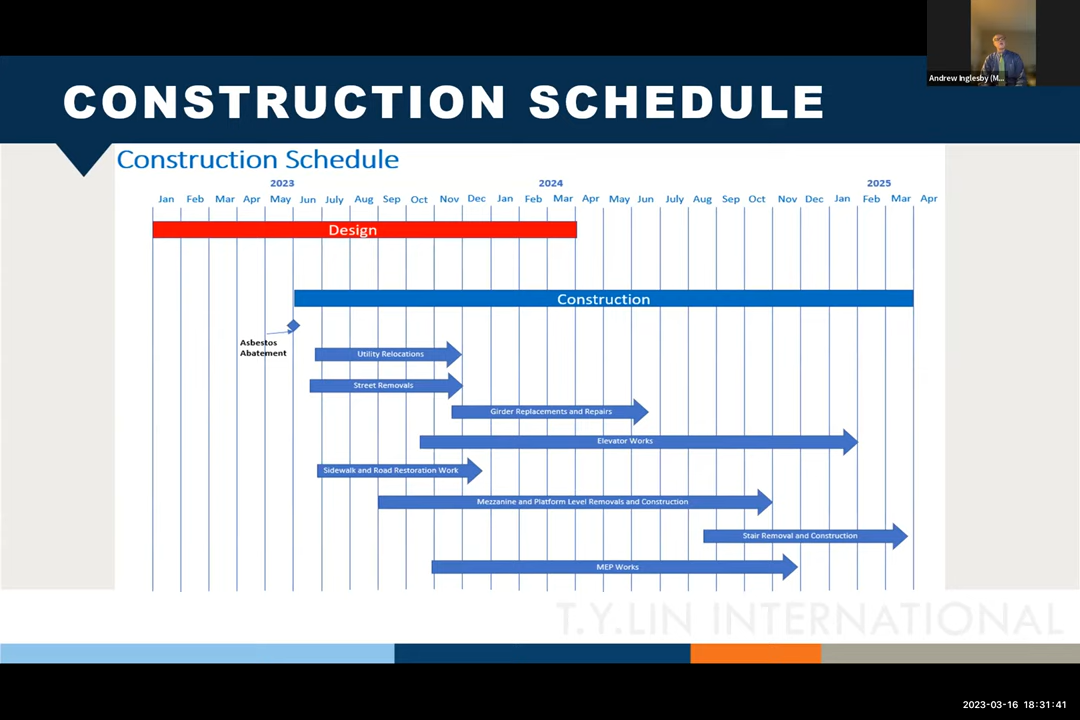 Andrew Inglesby (M...
CONSTRUCTION SCHEDULE
Construction Schedule
2023 2024 2025
Jan Feb Mar Apr May Jun July Aug Sep Oct Nov Dec Jan Feb Mar Apr May Jun July Aug Sep Oct Nov Dec Jan Feb Mar Apr
Design
Construction
Asbestos
Abatement
Utility Relocations
Street Removals
Girder Replacements and Repairs
Elevator Works
Sidewalk and Road Restoration Work
Mezzanine and Platform Level Removals and Construction
Stair Removal and Construction
MEP Works
T.Y.LIN INTERNATIONAL
2023-03-16 18:31:41